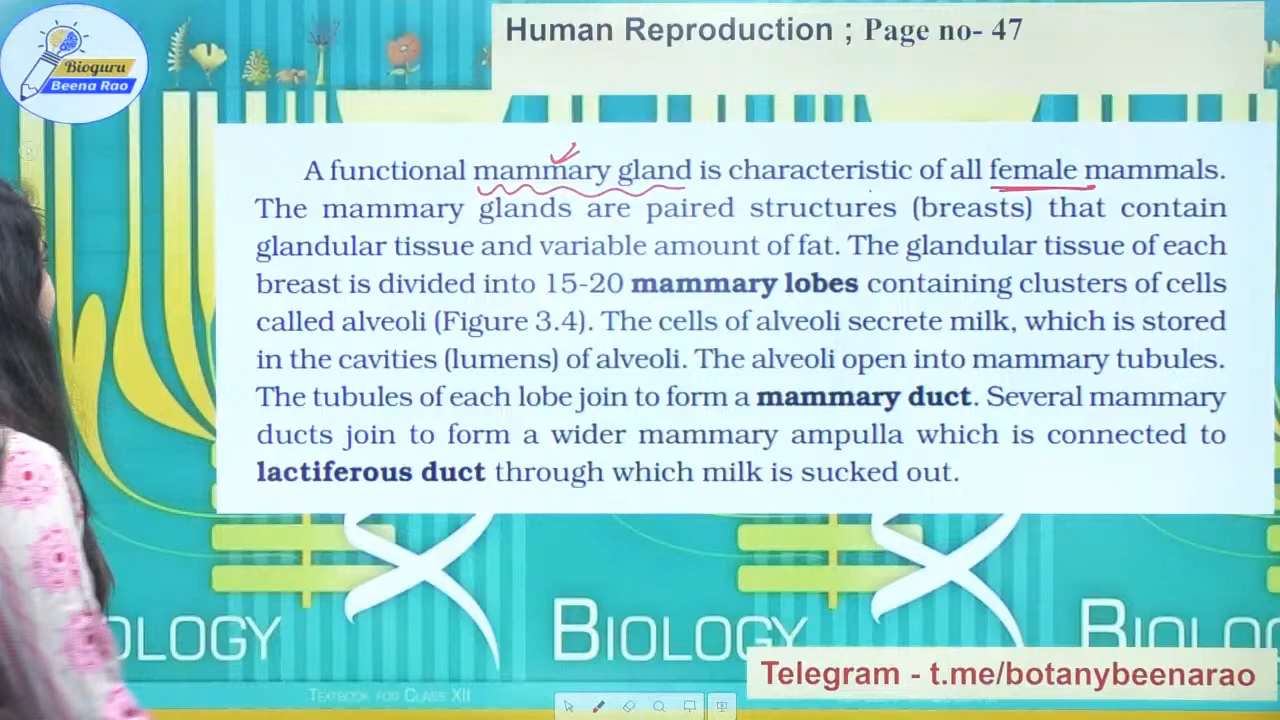 Human Reproduction ; Page no- 47
Bioguru
Beena Rao
A functional mammary gland is characteristic of all female mammals.
The mammary glands are paired structures (breasts) that contain
glandular tissue and variable amount of fat. The glandular tissue of each
breast is divided into 15-20 mammary lobes containing clusters of cells
called alveoli (Figure 3.4). The cells of alveoli secrete milk, which is stored
in the cavities (lumens) of alveoli. The alveoli open into mammary tubules.
The tubules of each lobe join to form a mammary duct. Several mammary
ducts join to form a wider mammary ampulla which is connected to
lactiferous duct through which milk is sucked out.
OLOGY BIOLOGY BIOLO
Telegram - t.me/botanybeenarao
TEXTBOOK FOR CLASS XII